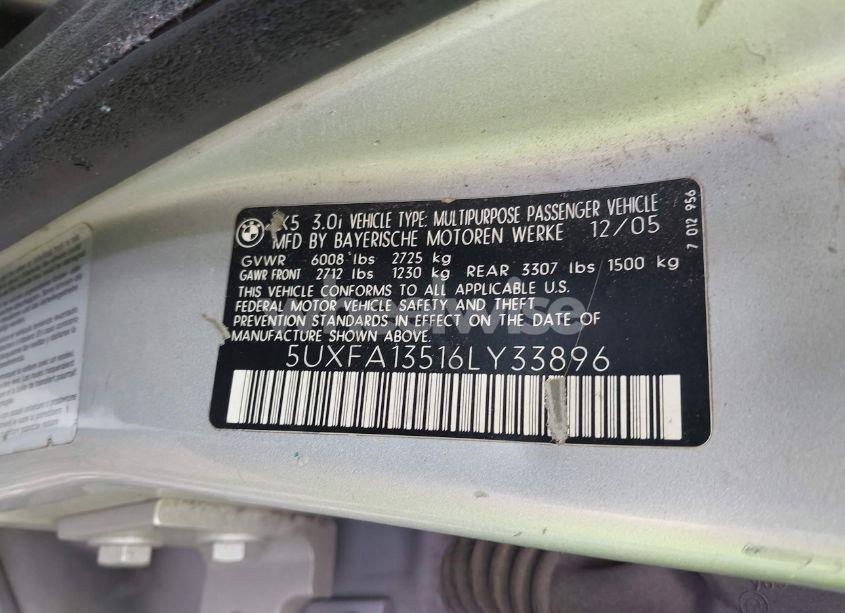 X5 3.0i VEHICLE TYPE: MULTIPURPOSE PASSENGER VEHICLE
MFD BY BAYERISCHE MOTOREN WERKE 12/05
GVWR 6008 lbs 2725 kg
GAWR FRONT 2712 lbs 1230 kg REAR 3307 lbs 1500 kg
THIS VEHICLE CONFORMS TO ALL APPLICABLE U.S.
FEDERAL MOTOR VEHICLE SAFETY AND THEFT
PREVENTION STANDARDS IN EFFECT ON THE DATE OF
MANUFACTURE SHOWN ABOVE.
5UXFA13516LY33896
7 012 956